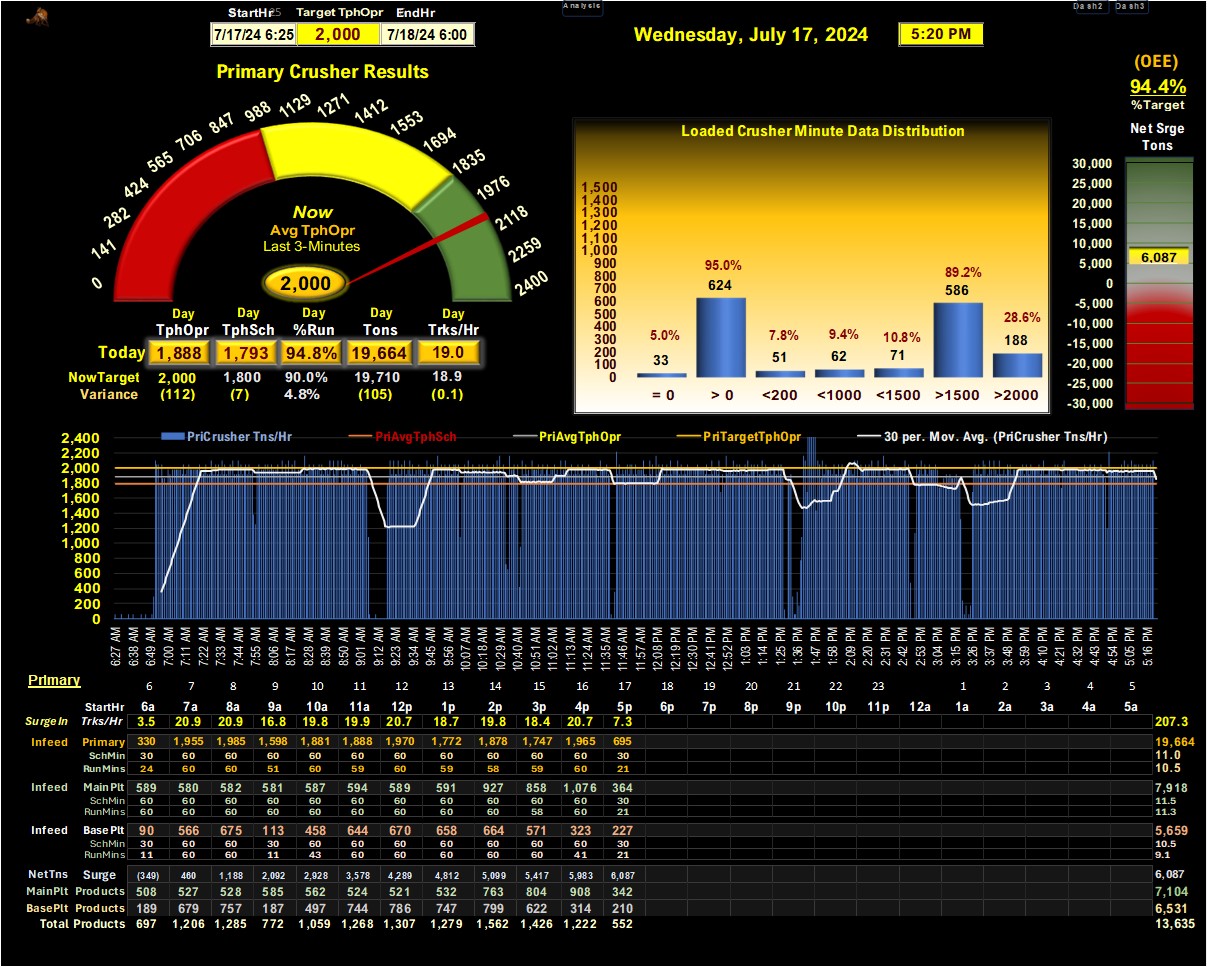 Analysis
Dash2 Dash3
StartHr25 Target TphOpr EndHr
7/17/24 6:25 2,000 7/18/24 6:00
Wednesday, July 17, 2024 5:20 PM
(OEE)
94.4%
%Target
Net Srge
Tons
Primary Crusher Results
0 141 282 424 565 706 847 988 1129 1271 1412 1553 1694 1835 1976 2118 2259 2400
Now
Avg TphOpr
Last 3-Minutes
2,000
Day Day Day Day Day
TphOpr TphSch %Run Tons Trks/Hr
Today 1,888 1,793 94.8% 19,664 19.0
NowTarget 2,000 1,800 90.0% 19,710 18.9
Variance (112) (7) 4.8% (105) (0.1)
Loaded Crusher Minute Data Distribution
1,500
1,400
1,300
1,200
1,100
1,000
900
800
700
600
500
400
300
200
100
0
5.0% 95.0% 7.8% 9.4% 10.8% 89.2% 28.6%
33 624 51 62 71 586 188
= 0 > 0 <200 <1000 <1500 >1500 >2000
30,000
25,000
20,000
15,000
10,000
5,000
0
-5,000
-10,000
-15,000
-20,000
-25,000
-30,000
6,087
PriCrusher Tns/Hr PriAvgTphSch PriAvgTphOpr PriTargetTphOpr 30 per. Mov. Avg. (PriCrusher Tns/Hr)
2,400
2,200
2,000
1,800
1,600
1,400
1,200
1,000
800
600
400
200
0
6:27 AM 6:38 AM 6:49 AM 7:00 AM 7:11 AM 7:22 AM 7:33 AM 7:44 AM 7:55 AM 8:06 AM 8:17 AM 8:28 AM 8:39 AM 8:50 AM 9:01 AM 9:12 AM 9:23 AM 9:34 AM 9:45 AM 9:56 AM 10:07 AM 10:18 AM 10:29 AM 10:40 AM 10:51 AM 11:02 AM 11:13 AM 11:24 AM 11:35 AM 11:46 AM 11:57 AM 12:08 PM 12:19 PM 12:30 PM 12:41 PM 12:52 PM 1:03 PM 1:14 PM 1:25 PM 1:36 PM 1:47 PM 1:58 PM 2:09 PM 2:20 PM 2:31 PM 2:42 PM 2:53 PM 3:04 PM 3:15 PM 3:26 PM 3:37 PM 3:48 PM 3:59 PM 4:10 PM 4:21 PM 4:32 PM 4:43 PM 4:54 PM 5:05 PM 5:16 PM
Primary
6 7 8 9 10 11 12 13 14 15 16 17 18 19 20 21 22 23 1 2 3 4 5
StartHr 6a 7a 8a 9a 10a 11a 12p 1p 2p 3p 4p 5p 6p 7p 8p 9p 10p 11p 12a 1a 2a 3a 4a 5a
SurgeIn Trks/Hr 3.5 20.9 20.9 16.8 19.8 19.9 20.7 18.7 19.8 18.4 20.7 7.3 207.3
Infeed Primary 330 1,955 1,985 1,598 1,881 1,888 1,970 1,772 1,878 1,747 1,965 695 19,664
SchMin 30 60 60 60 60 60 60 60 60 60 60 30 11.0
RunMins 24 60 60 51 60 59 60 59 58 59 60 21 10.5
Infeed MainPlt 589 580 582 581 587 594 589 591 927 858 1,076 364 7,918
SchMin 60 60 60 60 60 60 60 60 60 60 60 30 11.5
RunMins 60 60 60 60 60 60 60 60 60 58 60 21 11.3
Infeed BasePlt 90 566 675 113 458 644 670 658 664 571 323 227 5,659
SchMin 30 60 60 30 60 60 60 60 60 60 60 30 10.5
RunMins 11 60 60 11 43 60 60 60 60 60 41 21 9.1
NetTns Surge (349) 460 1,188 2,092 2,928 3,578 4,289 4,812 5,099 5,417 5,983 6,087 6,087
MainPlt Products 508 527 528 585 562 524 521 532 763 804 908 342 7,104
BasePlt Products 189 679 757 187 497 744 786 747 799 622 314 210 6,531
Total Products 697 1,206 1,285 772 1,059 1,268 1,307 1,279 1,562 1,426 1,222 552 13,635